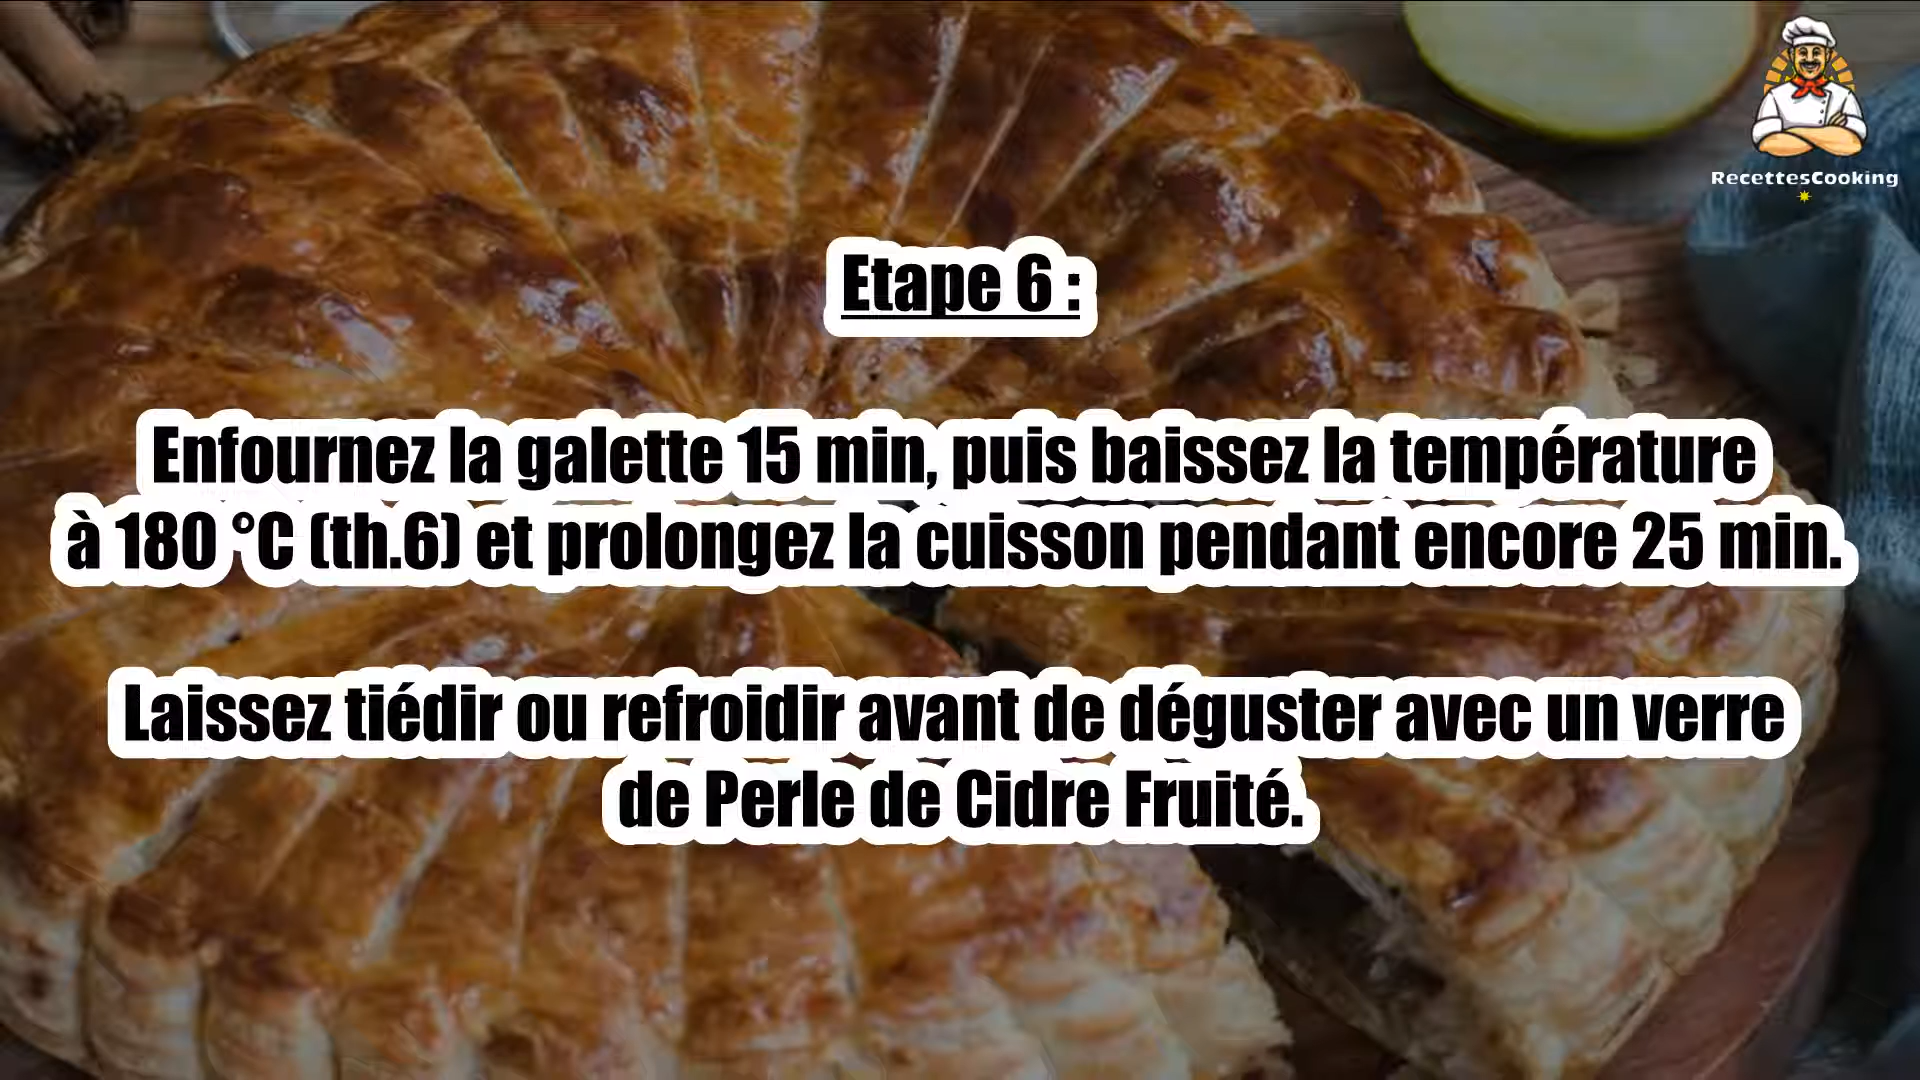 RecettesCooking
Etape 6 :
Enfournez la galette 15 min, puis baissez la température
à 180 °C (th.6) et prolongez la cuisson pendant encore 25 min.
Laissez tiédir ou refroidir avant de déguster avec un verre
de Perle de Cidre Fruité.